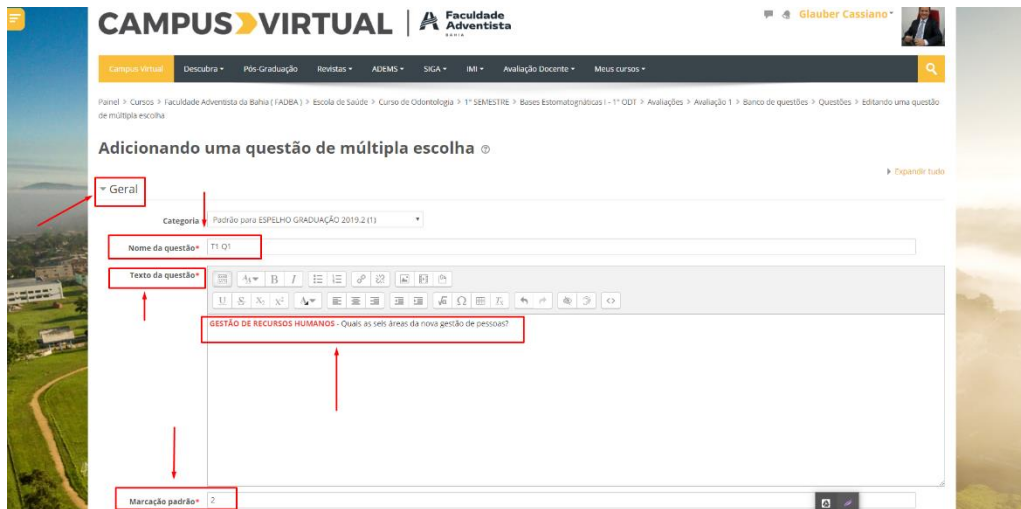 CAMPUS VIRTUAL | Faculdade Adventista BAHIA
Glauber Cassiano
Campus Virtual Descubra Pós-Graduação Revistas ADEMS SIGA IMI Avaliação Docente Meus cursos
Painel > Cursos > Faculdade Adventista da Bahia ( FADBA ) > Escola de Saúde > Curso de Odontologia > 1º SEMESTRE > Bases Estomatognáticas I - 1º ODT > Avaliações > Avaliação 1 > Banco de questões > Questões > Editando uma questão
de múltipla escolha
Adicionando uma questão de múltipla escolha
Expandir tudo
Geral
Categoria Padrão para ESPELHO GRADUAÇÃO 2019.2 (1)
Nome da questão* T1 Q1
Texto da questão*
GESTÃO DE RECURSOS HUMANOS - Quais as seis áreas da nova gestão de pessoas?
Marcação padrão* 2